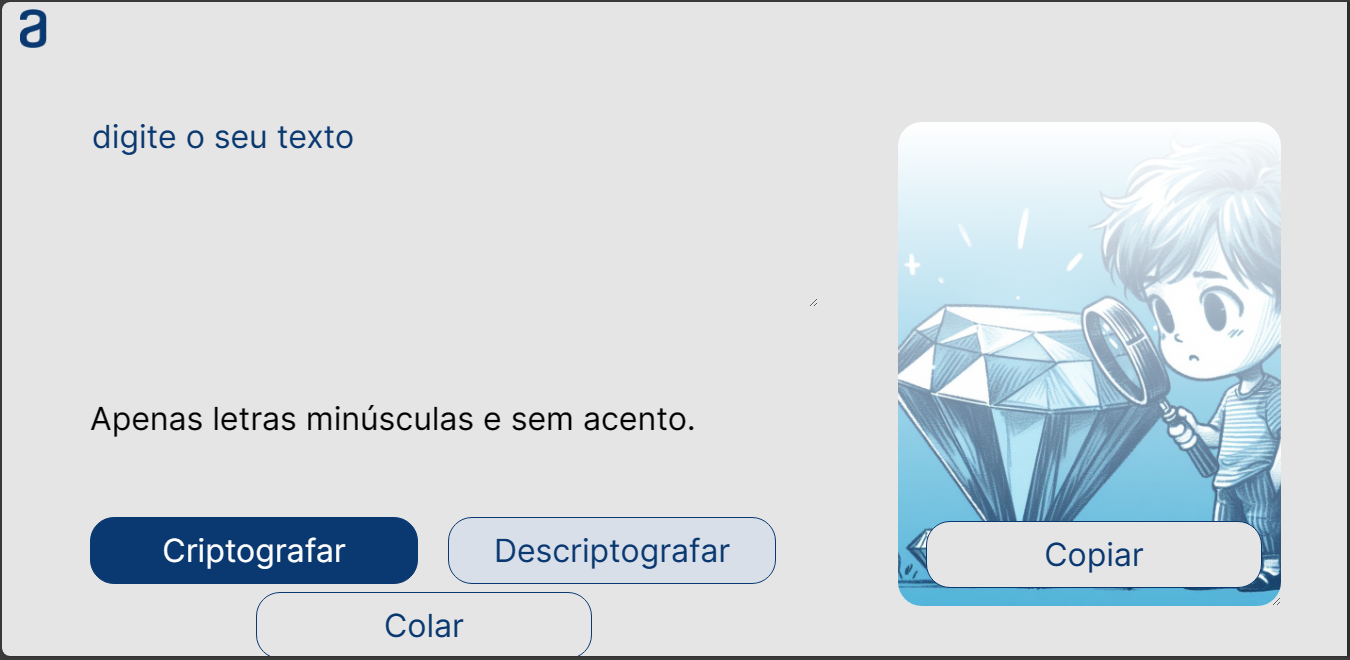 a
digite o seu texto
Apenas letras minúsculas e sem acento.
Criptografar
Descriptografar
Colar
Copiar